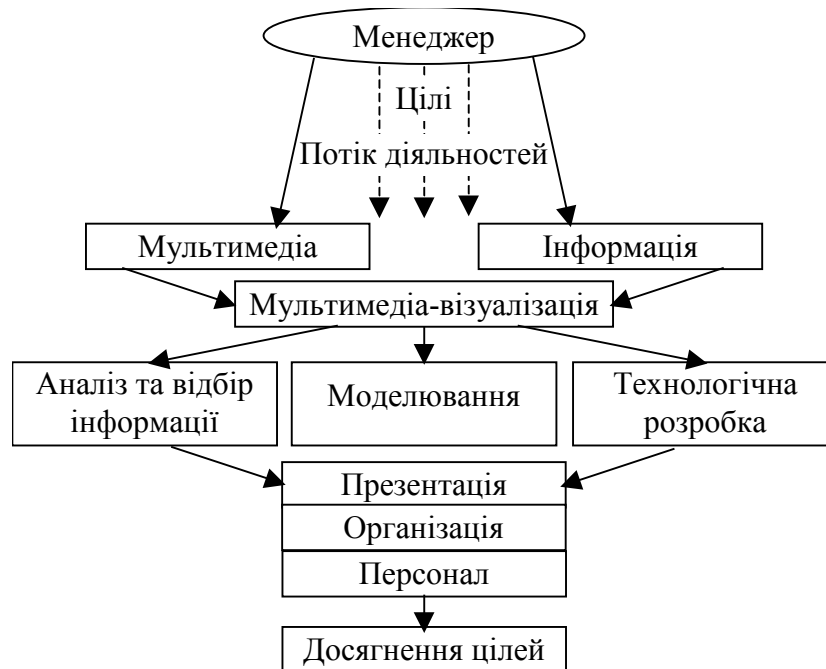 Менеджер
Цілі
Потік діяльностей
Мультимедіа
Інформація
Мультимедіа-візуалізація
Аналіз та відбір
інформації
Моделювання
Технологічна
розробка
Презентація
Організація
Персонал
Досягнення цілей